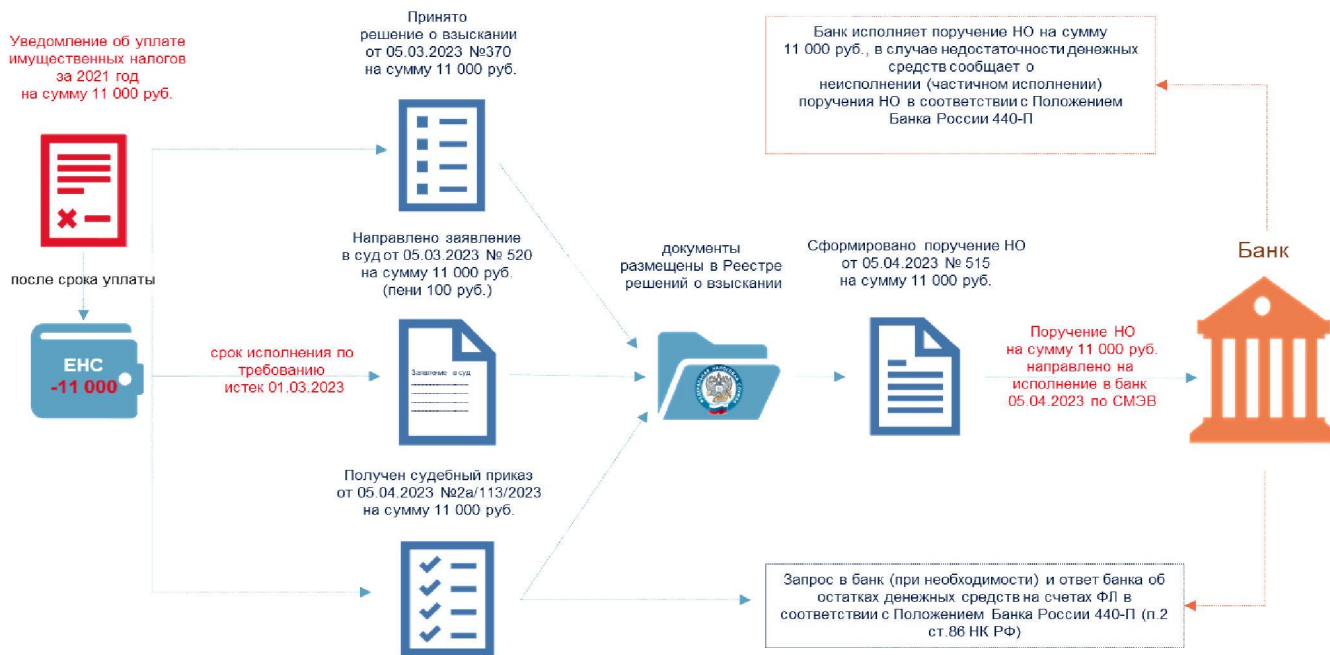 Уведомление об уплате
имущественных налогов
за 2021 год
на сумму 11 000 руб.
после срока уплаты
ЕНС
-11 000
Принято
решение о взыскании
от 05.03.2023 №370
на сумму 11 000 руб.
Направлено заявление
в суд от 05.03.2023 № 520
на сумму 11 000 руб.
(пени 100 руб.)
срок исполнения по
требованию
истек 01.03.2023
Заявление в суд
Получен судебный приказ
от 05.04.2023 №2а/113/2023
на сумму 11 000 руб.
документы
размещены в Реестре
решений о взыскании
Сформировано поручение НО
от 05.04.2023 № 515
на сумму 11 000 руб.
Поручение НО
на сумму 11 000 руб.
направлено на
исполнение в банк
05.04.2023 по СМЭВ
Банк
Банк исполняет поручение НО на сумму
11 000 руб., в случае недостаточности денежных
средств сообщает о
неисполнении (частичном исполнении)
поручения НО в соответствии с Положением
Банка России 440-П
Запрос в банк (при необходимости) и ответ банка об
остатках денежных средств на счетах ФЛ в
соответствии с Положением Банка России 440-П (п.2
ст.86 НК РФ)